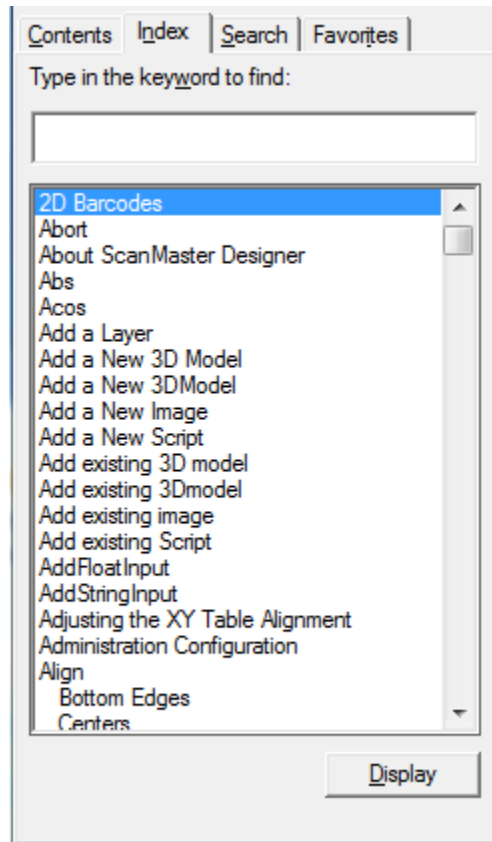 Contents Index Search Favorites
Type in the keyword to find:
2D Barcodes
Abort
About ScanMaster Designer
Abs
Acos
Add a Layer
Add a New 3D Model
Add a New 3DModel
Add a New Image
Add a New Script
Add existing 3D model
Add existing 3Dmodel
Add existing image
Add existing Script
AddFloatInput
AddStringInput
Adjusting the XY Table Alignment
Administration Configuration
Align
Bottom Edges
Centers
Display